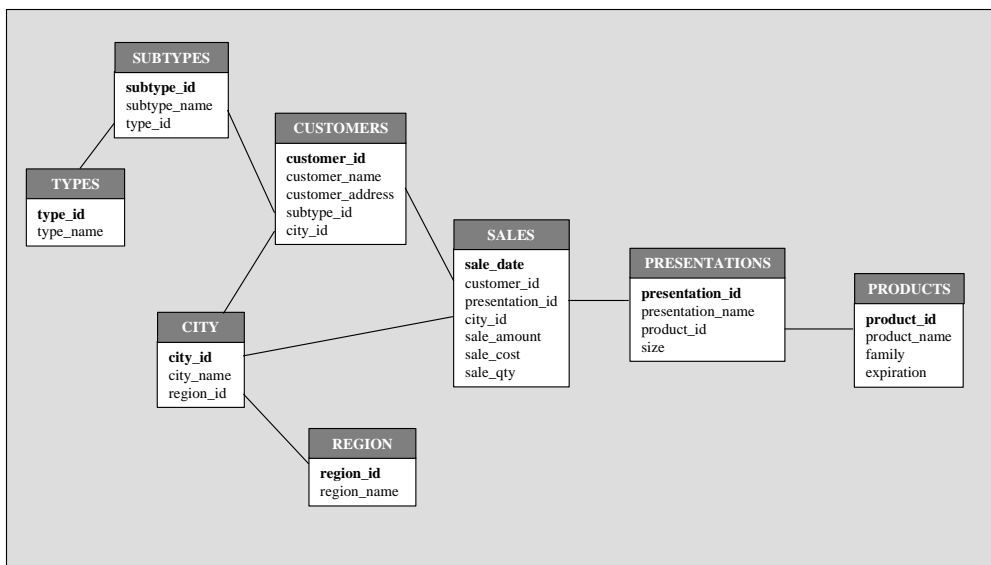 SUBTYPES
subtype_id
subtype_name
type_id
TYPES
type_id
type_name
CUSTOMERS
customer_id
customer_name
customer_address
subtype_id
city_id
CITY
city_id
city_name
region_id
REGION
region_id
region_name
SALES
sale_date
customer_id
presentation_id
city_id
sale_amount
sale_cost
sale_qty
PRESENTATIONS
presentation_id
presentation_name
product_id
size
PRODUCTS
product_id
product_name
family
expiration